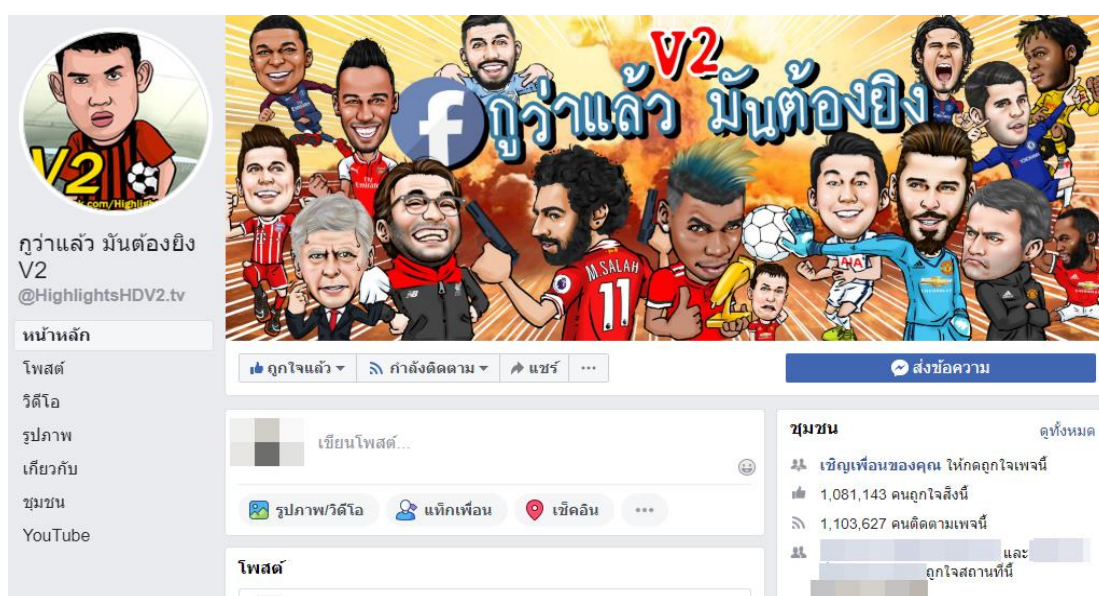 V2
กูว่าแล้ว มันต้องยิง
M.SALAH
11
AIA
V2
กูว่าแล้ว มันต้องยิง
V2
@HighlightsHDV2.tv
หน้าหลัก
โพสต์
วิดีโอ
รูปภาพ
เกี่ยวกับ
ชุมชน
YouTube
ถูกใจแล้ว
กำลังติดตาม
แชร์
ส่งข้อความ
เขียนโพสต์...
รูปภาพ/วิดีโอ
แท็กเพื่อน
เช็คอิน
โพสต์
ชุมชน
ดูทั้งหมด
เชิญเพื่อนของคุณ ให้กดถูกใจเพจนี้
1,081,143 คนถูกใจสิ่งนี้
1,103,627 คนติดตามเพจนี้
และ
ถูกใจสถานที่นี้